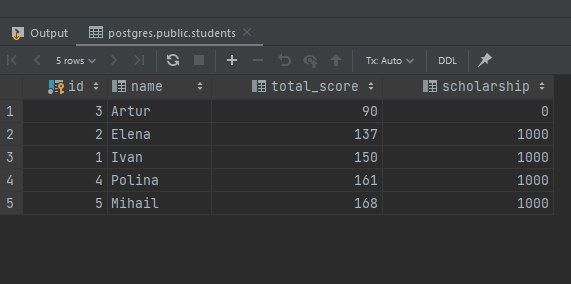 Output postgres.public.students
5 rows Tx: Auto DDL
id name total_score scholarship
1 3 Artur 90 0
2 2 Elena 137 1000
3 1 Ivan 150 1000
4 4 Polina 161 1000
5 5 Mihail 168 1000